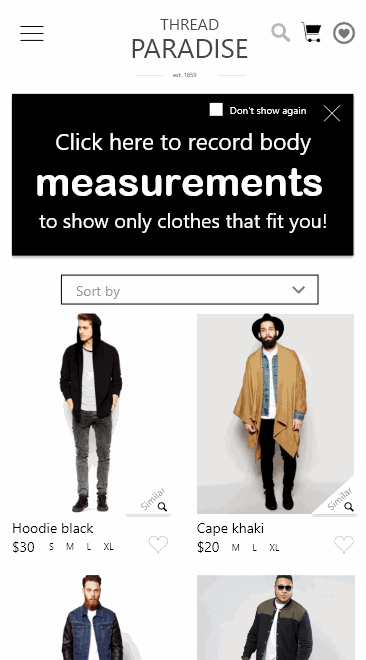 THREAD
PARADISE
est. 1859
Don't show again
Click here to record body
measurements
to show only clothes that fit you!
Sort by
Similar
Similar
Hoodie black
$30 S M L XL
Cape khaki
$20 M L XL